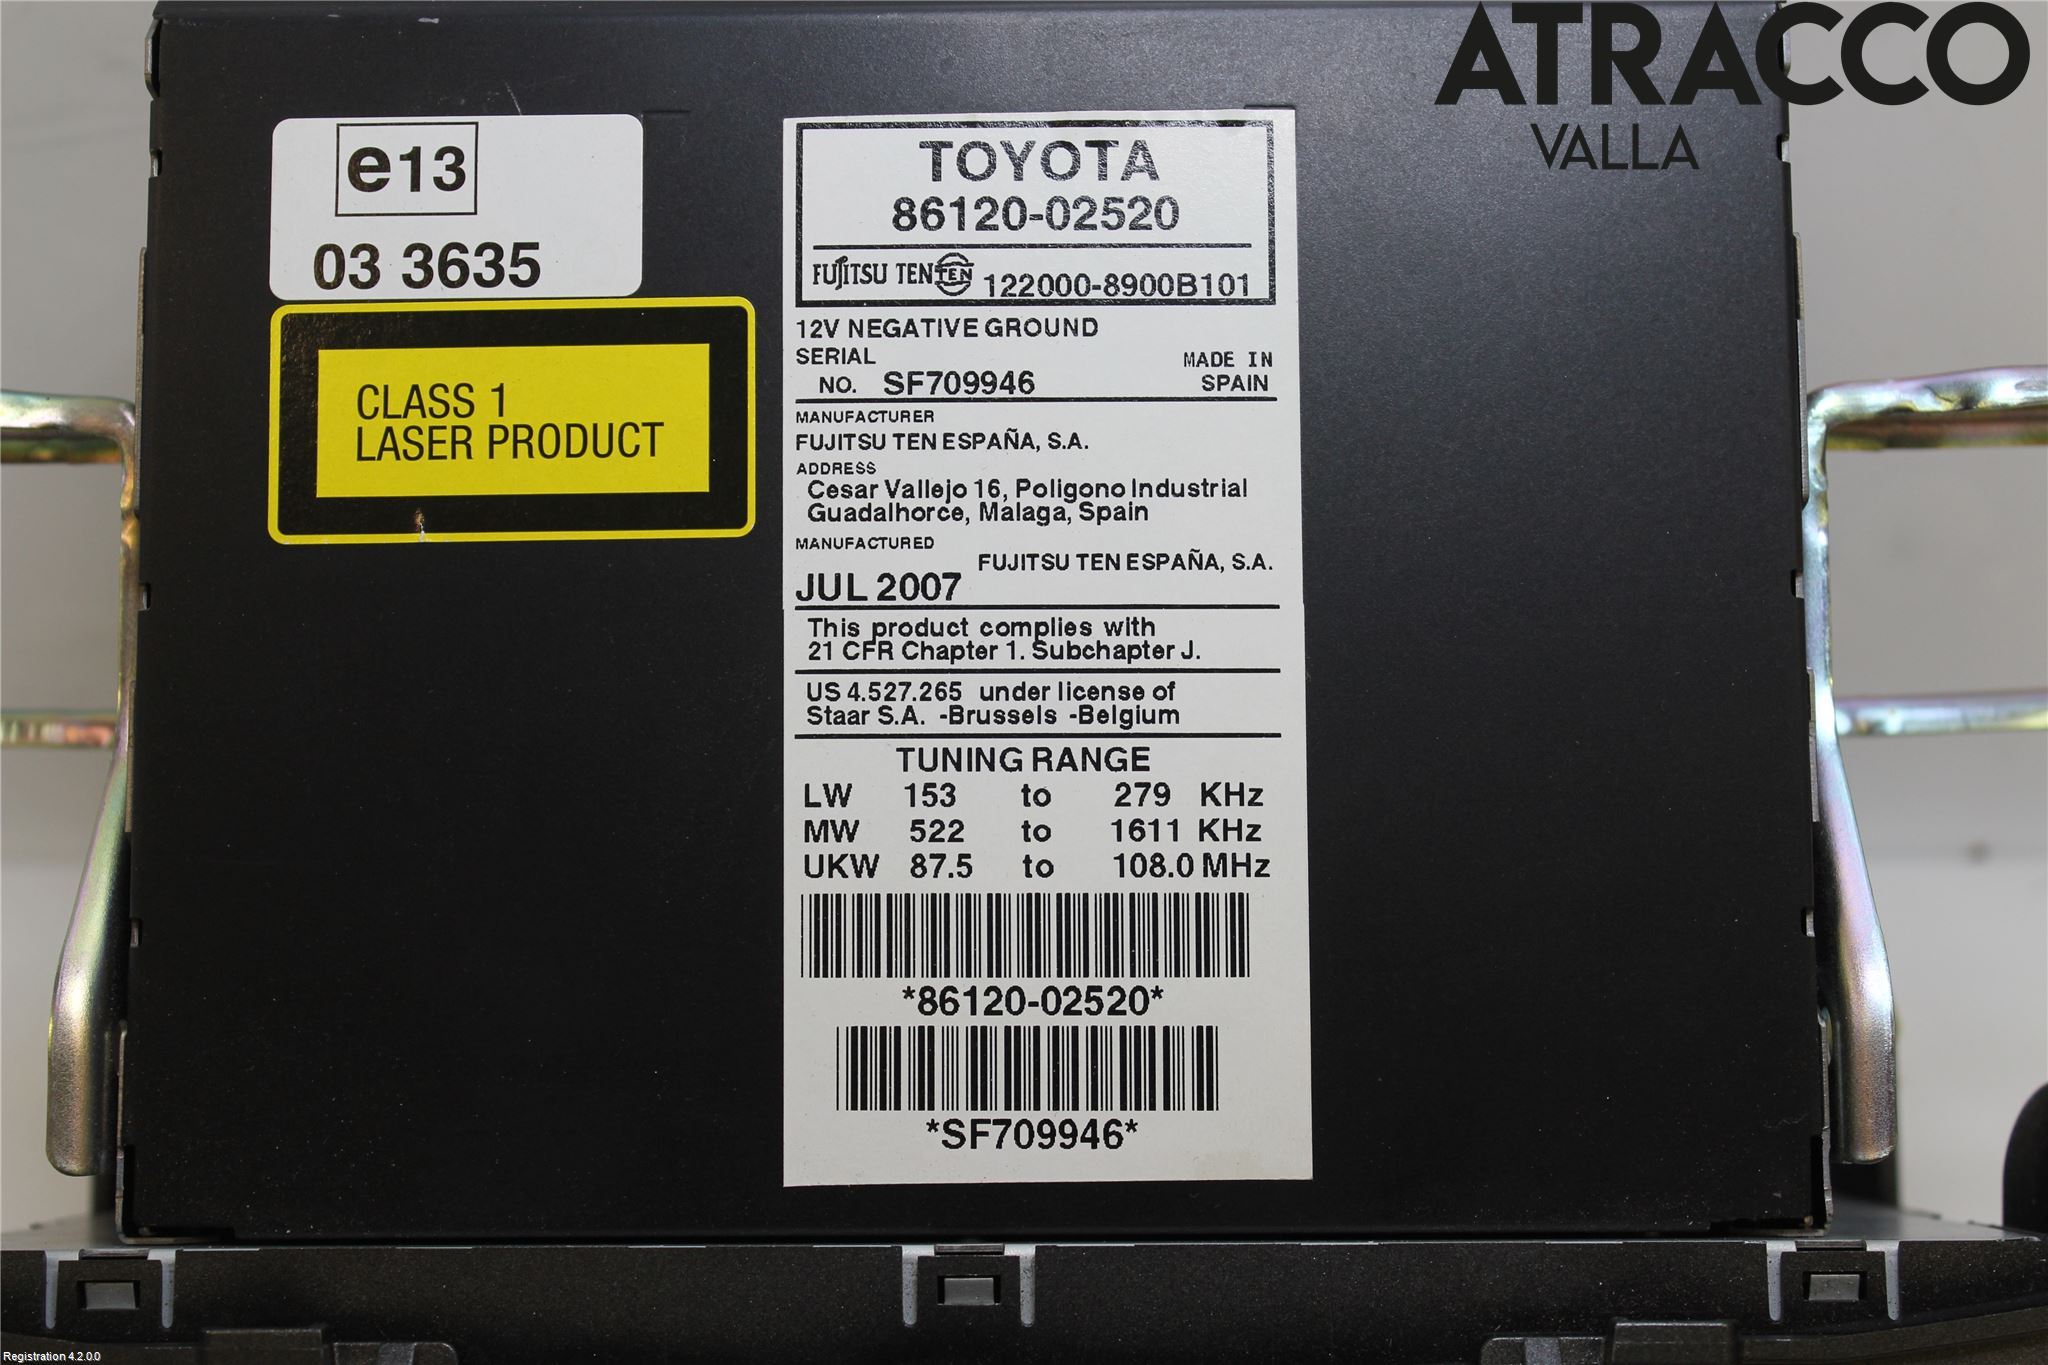 ATRACCO
VALLA
e13
03 3635
CLASS 1
LASER PRODUCT
TOYOTA
86120-02520
FUJITSU TEN TEN 122000-8900B101
12V NEGATIVE GROUND
SERIAL MADE IN
NO. SF709946 SPAIN
MANUFACTURER
FUJITSU TEN ESPAÑA, S.A.
ADDRESS
Cesar Vallejo 16, Poligono Industrial
Guadalhorce, Malaga, Spain
MANUFACTURED
FUJITSU TEN ESPAÑA, S.A.
JUL 2007
This product complies with
21 CFR Chapter 1. Subchapter J.
US 4.527.265 under license of
Staar S.A. -Brussels -Belgium
TUNING RANGE
LW 153 to 279 KHz
MW 522 to 1611 KHz
UKW 87.5 to 108.0 MHz
*86120-02520*
*SF709946*
Registration 4.2.0.0